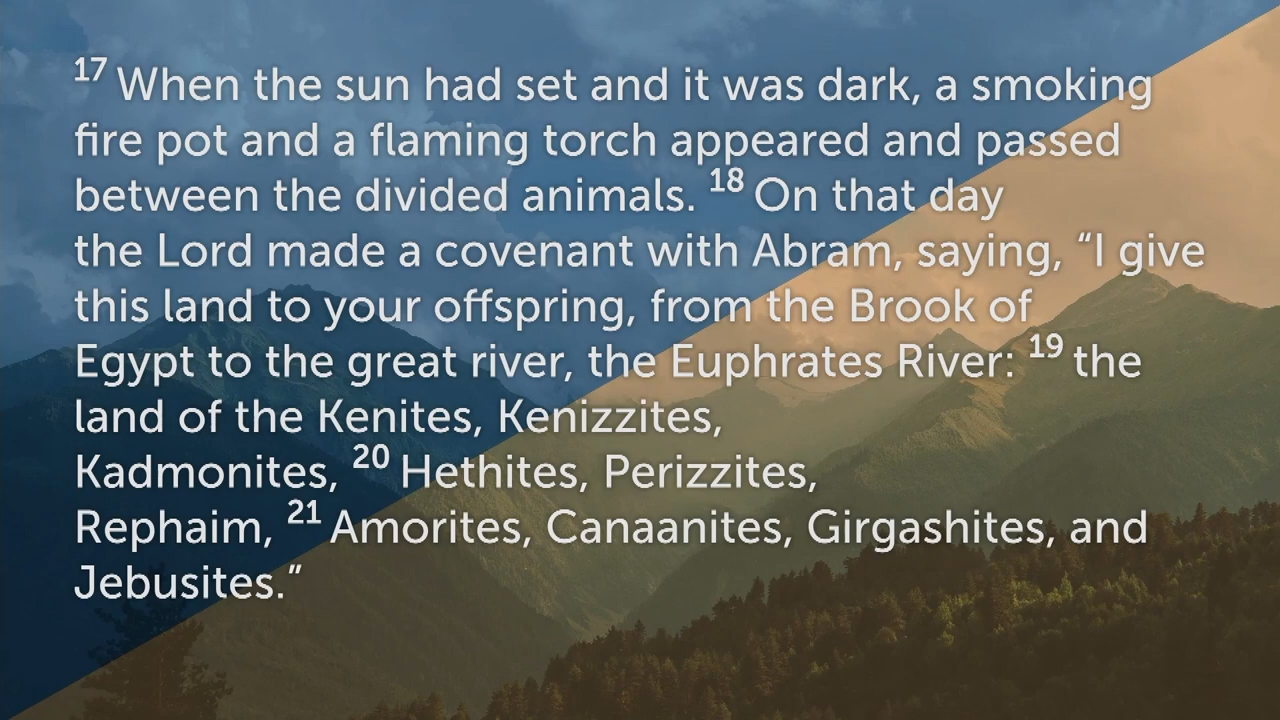 17 When the sun had set and it was dark, a smoking
fire pot and a flaming torch appeared and passed
between the divided animals. 18 On that day
the Lord made a covenant with Abram, saying, “I give
this land to your offspring, from the Brook of
Egypt to the great river, the Euphrates River: 19 the
land of the Kenites, Kenizzites,
Kadmonites, 20 Hethites, Perizzites,
Rephaim, 21 Amorites, Canaanites, Girgashites, and
Jebusites.”